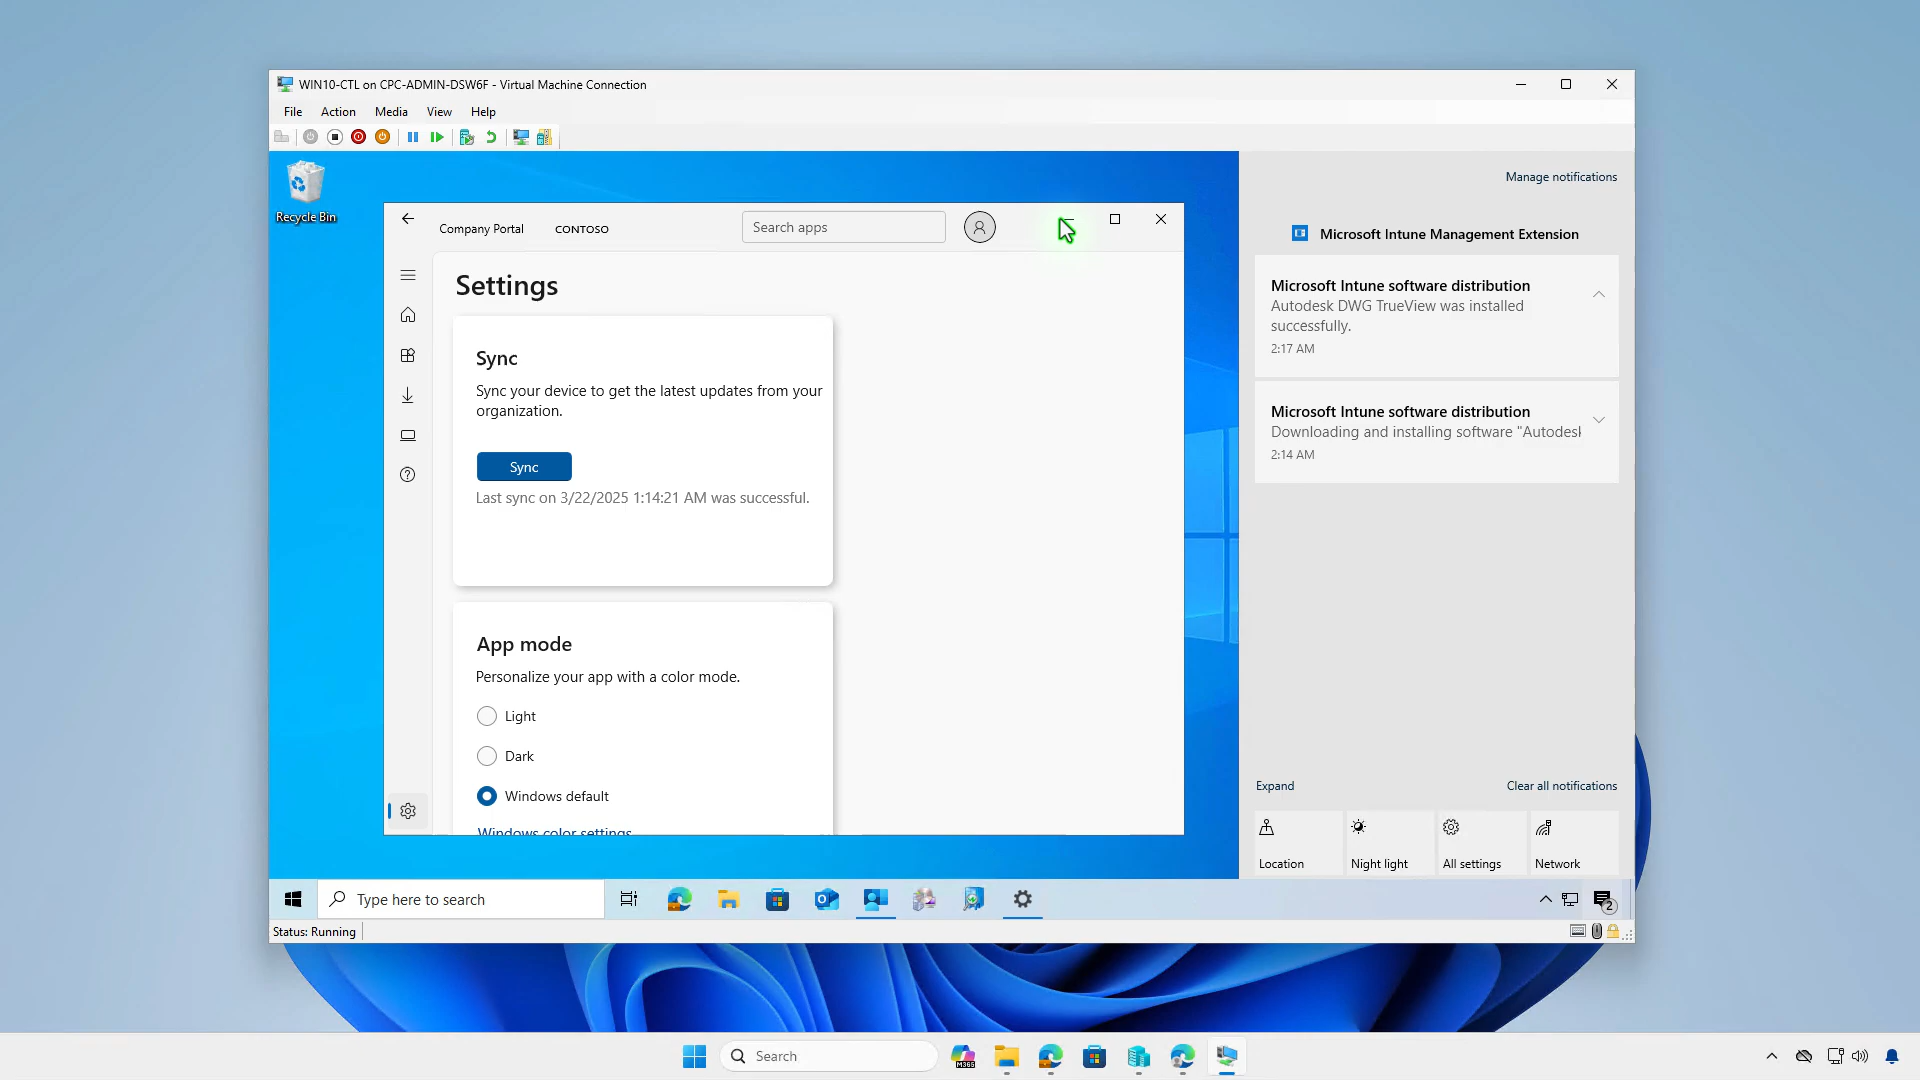 WIN10-CTL on CPC-ADMIN-DSW6F - Virtual Machine Connection
File Action Media View Help
Recycle Bin
Company Portal
CONTOSO
Search apps
Settings
Sync
Sync your device to get the latest updates from your
organization.
Sync
Last sync on 3/22/2025 1:14:21 AM was successful.
App mode
Personalize your app with a color mode.
Light
Dark
Windows default
Windows color settings
Manage notifications
Microsoft Intune Management Extension
Microsoft Intune software distribution
Autodesk DWG TrueView was installed
successfully.
2:17 AM
Microsoft Intune software distribution
Downloading and installing software "Autodesk
2:14 AM
Expand
Clear all notifications
Location
Night light
All settings
Network
Type here to search
2
Status: Running
Search
M365